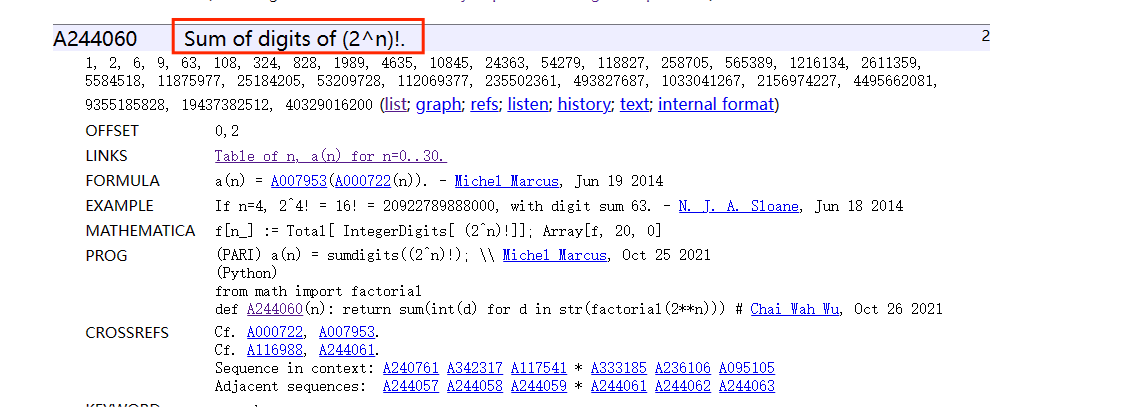 A244060 Sum of digits of (2^n)!. 2
1, 2, 6, 9, 63, 108, 324, 828, 1989, 4635, 10845, 24363, 54279, 118827, 258705, 565389, 1216134, 2611359,
5584518, 11875977, 25184205, 53209728, 112069377, 235502361, 493827687, 1033041267, 2156974227, 4495662081,
9355185828, 19437382512, 40329016200 (list; graph; refs; listen; history; text; internal format)
OFFSET 0,2
LINKS Table of n, a(n) for n=0..30.
FORMULA a(n) = A007953(A000722(n)). - Michel Marcus, Jun 19 2014
EXAMPLE If n=4, 2^4! = 16! = 20922789888000, with digit sum 63. - N. J. A. Sloane, Jun 18 2014
MATHEMATICA f[n_] := Total[ IntegerDigits[ (2^n)!]]; Array[f, 20, 0]
PROG (PARI) a(n) = sumdigits((2^n)!); \\ Michel Marcus, Oct 25 2021
(Python)
from math import factorial
def A244060(n): return sum(int(d) for d in str(factorial(2**n))) # Chai Wah Wu, Oct 26 2021
CROSSREFS Cf. A000722, A007953.
Cf. A116988, A244061.
Sequence in context: A240761 A342317 A117541 * A333185 A236106 A095105
Adjacent sequences: A244057 A244058 A244059 * A244061 A244062 A244063